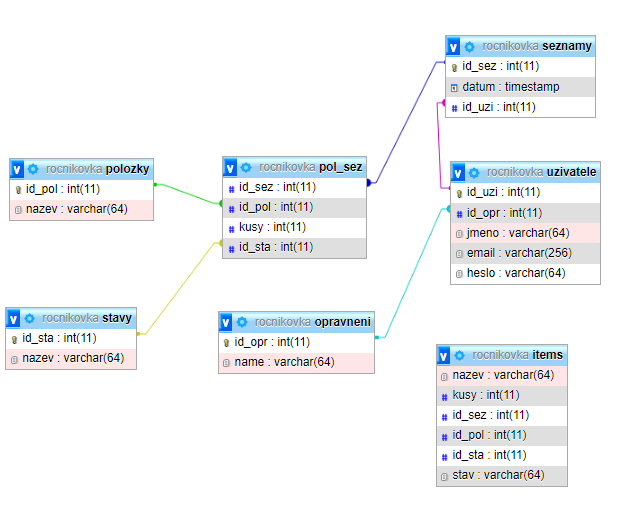 rocnikovka seznamy
id_sez : int(11)
datum : timestamp
id_uzi : int(11)
rocnikovka polozky
id_pol : int(11)
nazev : varchar(64)
rocnikovka pol_sez
id_sez : int(11)
id_pol : int(11)
kusy : int(11)
id_sta : int(11)
rocnikovka uzivatele
id_uzi : int(11)
id_opr : int(11)
jmeno : varchar(64)
email : varchar(256)
heslo : varchar(64)
rocnikovka stavy
id_sta : int(11)
nazev : varchar(64)
rocnikovka opravneni
id_opr : int(11)
name : varchar(64)
rocnikovka items
nazev : varchar(64)
kusy : int(11)
id_sez : int(11)
id_pol : int(11)
id_sta : int(11)
stav : varchar(64)